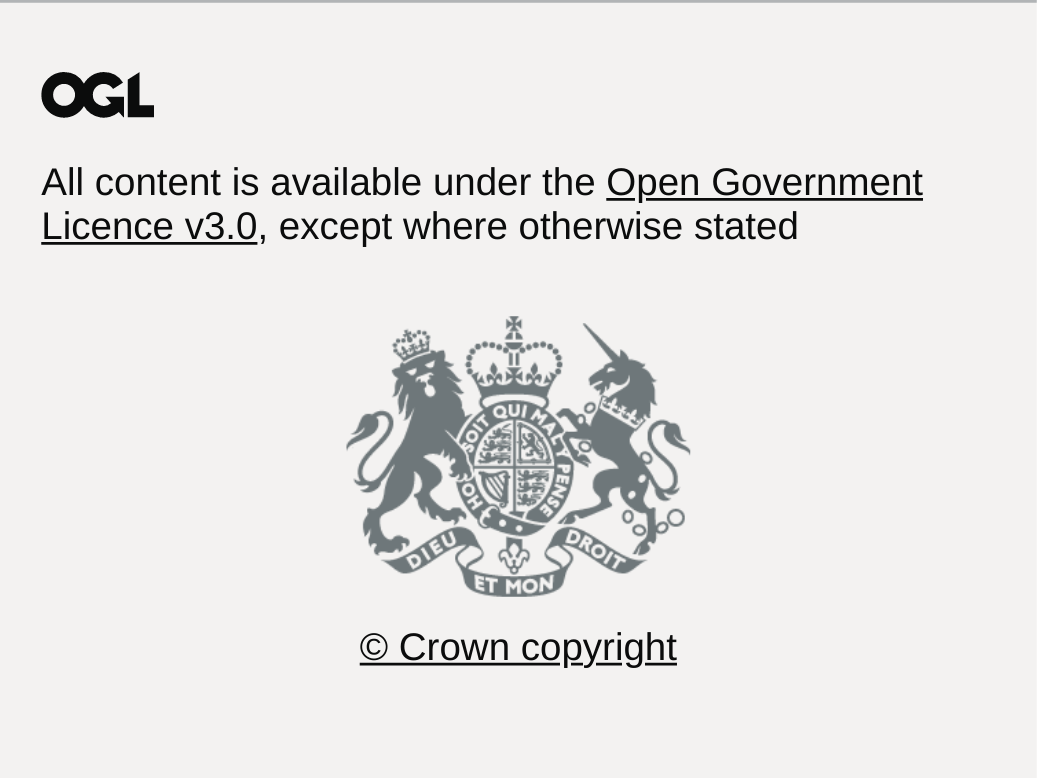 OGL
All content is available under the Open Government
Licence v3.0, except where otherwise stated
SOIT QUI MAL Y PENSE
HO
DIEU
ET MON
DROIT
© Crown copyright